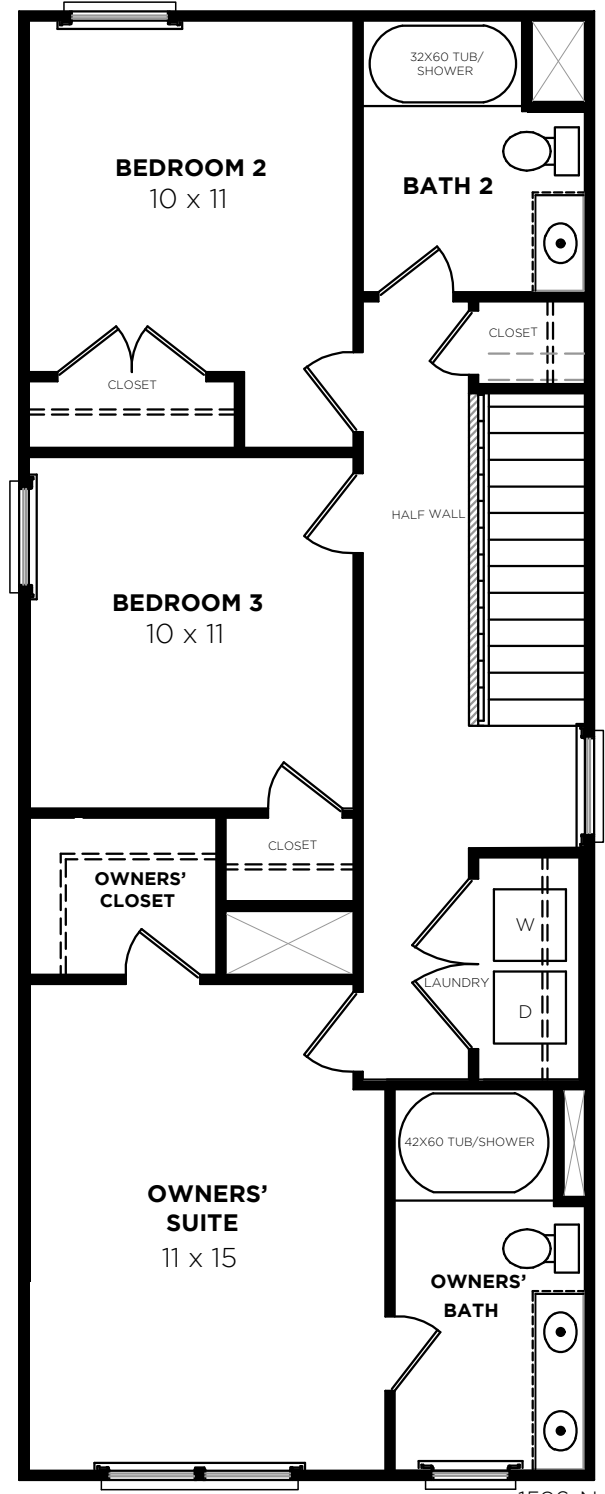 32X60 TUB/
SHOWER
BEDROOM 2
10 x 11
BATH 2
CLOSET
CLOSET
HALF WALL
BEDROOM 3
10 x 11
CLOSET
OWNERS'
CLOSET
W
LAUNDRY
D
42X60 TUB/SHOWER
OWNERS'
SUITE
11 x 15
OWNERS'
BATH